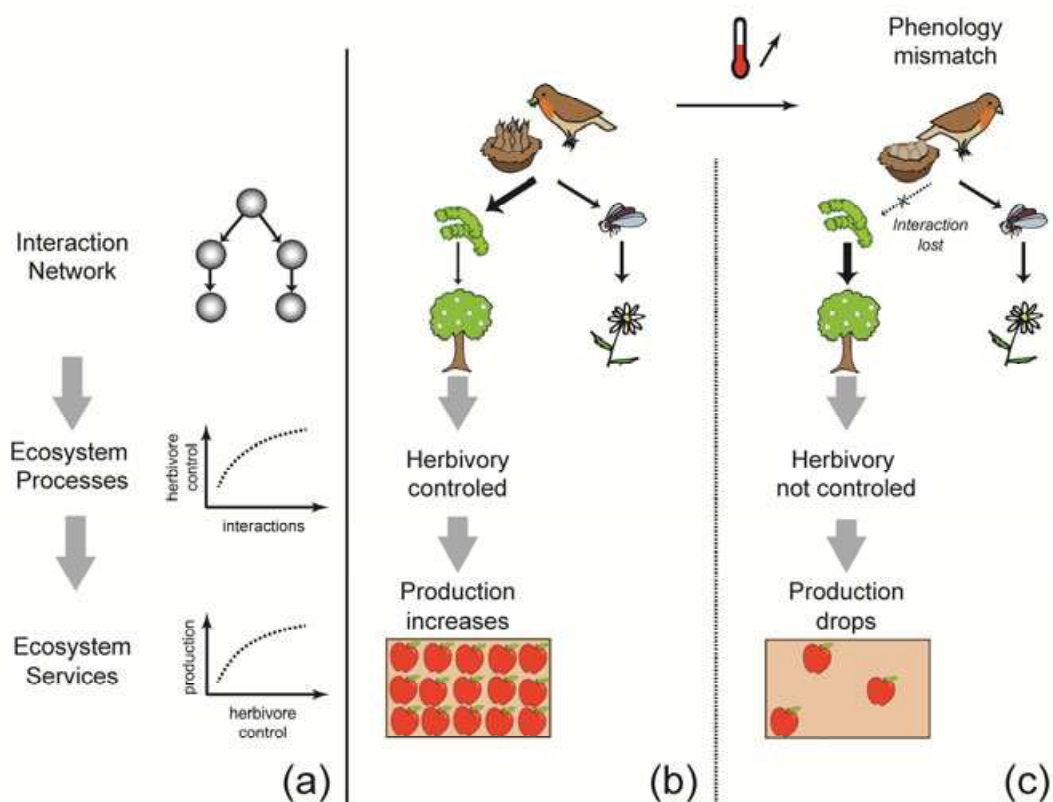 Interaction
Network
Ecosystem
Processes
herbivore
control
interactions
Ecosystem
Services
production
herbivore
control
(a)
Herbivory
controled
Production
increases
(b)
Phenology
mismatch
Interaction
lost
Herbivory
not controled
Production
drops
(c)